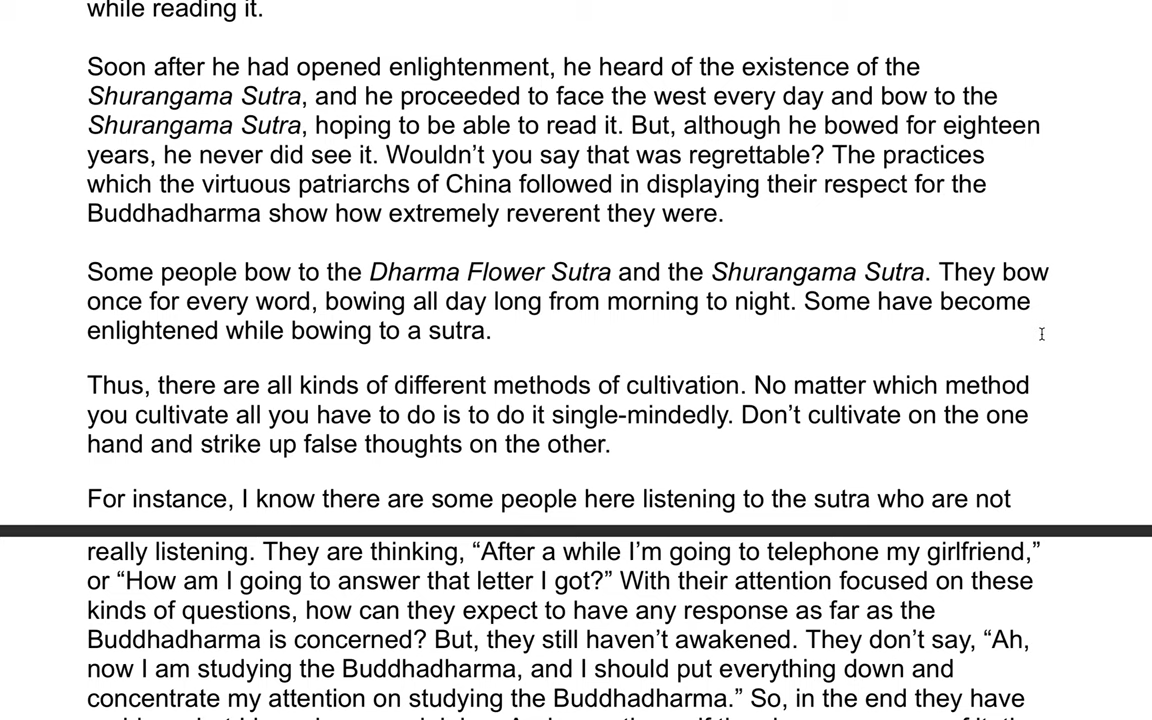 while reading it.
Soon after he had opened enlightenment, he heard of the existence of the
Shurangama Sutra, and he proceeded to face the west every day and bow to the
Shurangama Sutra, hoping to be able to read it. But, although he bowed for eighteen
years, he never did see it. Wouldn’t you say that was regrettable? The practices
which the virtuous patriarchs of China followed in displaying their respect for the
Buddhadharma show how extremely reverent they were.
Some people bow to the Dharma Flower Sutra and the Shurangama Sutra. They bow
once for every word, bowing all day long from morning to night. Some have become
enlightened while bowing to a sutra.
Thus, there are all kinds of different methods of cultivation. No matter which method
you cultivate all you have to do is to do it single-mindedly. Don’t cultivate on the one
hand and strike up false thoughts on the other.
For instance, I know there are some people here listening to the sutra who are not
really listening. They are thinking, “After a while I’m going to telephone my girlfriend,”
or “How am I going to answer that letter I got?” With their attention focused on these
kinds of questions, how can they expect to have any response as far as the
Buddhadharma is concerned? But, they still haven’t awakened. They don’t say, “Ah,
now I am studying the Buddhadharma, and I should put everything down and
concentrate my attention on studying the Buddhadharma.” So, in the end they have